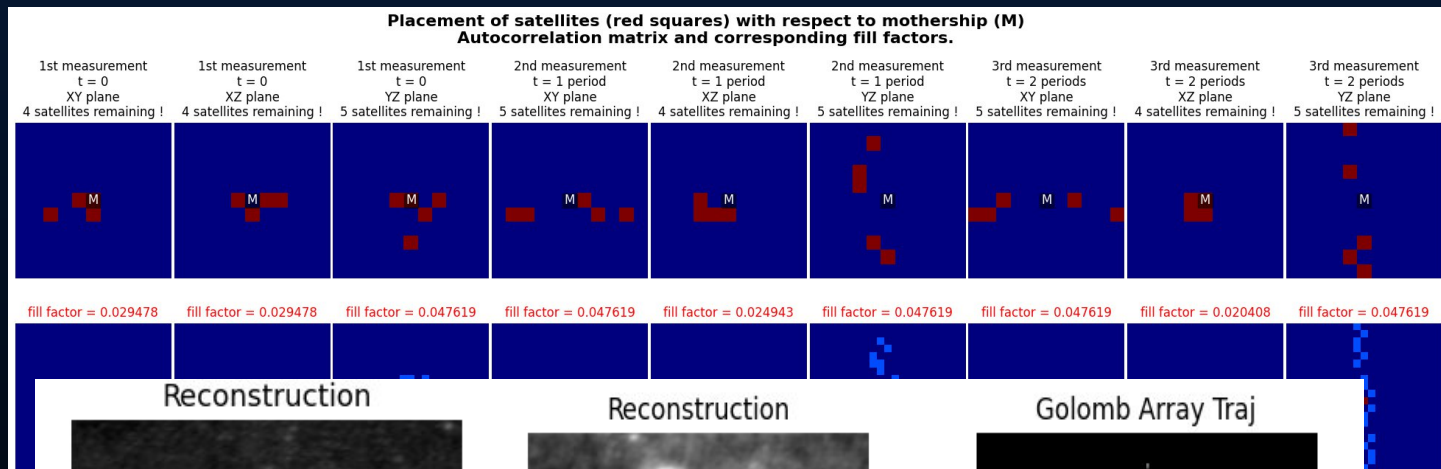 Placement of satellites (red squares) with respect to mothership (M)
Autocorrelation matrix and corresponding fill factors.
1st measurement
t = 0
XY plane
4 satellites remaining !
1st measurement
t = 0
XZ plane
4 satellites remaining !
1st measurement
t = 0
YZ plane
5 satellites remaining !
2nd measurement
t = 1 period
XY plane
5 satellites remaining !
2nd measurement
t = 1 period
XZ plane
4 satellites remaining !
2nd measurement
t = 1 period
YZ plane
5 satellites remaining !
3rd measurement
t = 2 periods
XY plane
5 satellites remaining !
3rd measurement
t = 2 periods
XZ plane
4 satellites remaining !
3rd measurement
t = 2 periods
YZ plane
5 satellites remaining !
M
M
M
M
M
M
M
M
M
fill factor = 0.029478
fill factor = 0.029478
fill factor = 0.047619
fill factor = 0.047619
fill factor = 0.024943
fill factor = 0.047619
fill factor = 0.047619
fill factor = 0.020408
fill factor = 0.047619
Reconstruction
Reconstruction
Golomb Array Traj